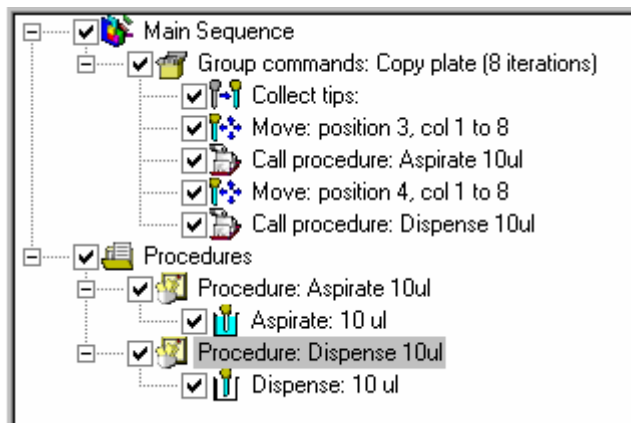 Main Sequence
Group commands: Copy plate (8 iterations)
Collect tips:
Move: position 3, col 1 to 8
Call procedure: Aspirate 10ul
Move: position 4, col 1 to 8
Call procedure: Dispense 10ul
Procedures
Procedure: Aspirate 10ul
Aspirate: 10 ul
Procedure: Dispense 10ul
Dispense: 10 ul